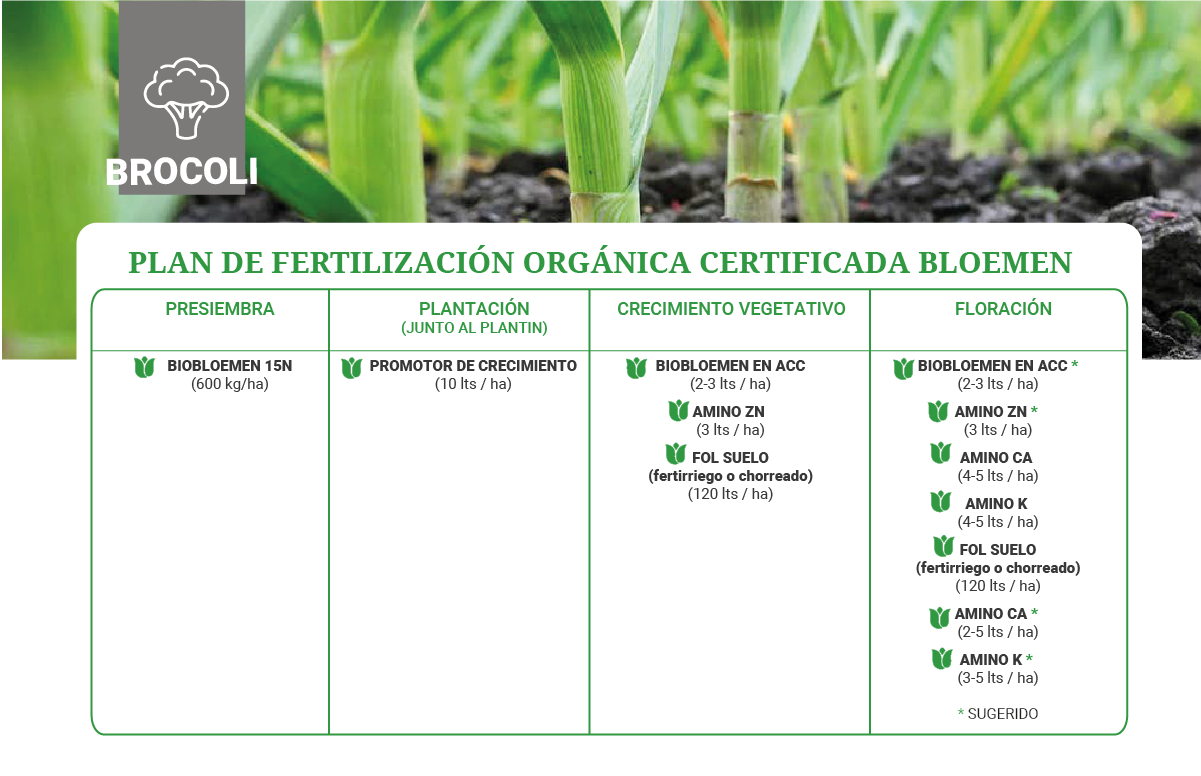 BROCOLI
PLAN DE FERTILIZACIÓN ORGÁNICA CERTIFICADA BLOEMEN
PRESIEMBRA
BIOBLOEMEN 15N
(600 kg/ha)
PLANTACIÓN
(JUNTO AL PLANTIN)
PROMOTOR DE CRECIMIENTO
(10 lts / ha)
CRECIMIENTO VEGETATIVO
BIOBLOEMEN EN ACC
(2-3 lts / ha)
AMINO ZN
(3 lts / ha)
FOL SUELO
(fertirriego o chorreado)
(120 lts / ha)
FLORACIÓN
BIOBLOEMEN EN ACC *
(2-3 lts / ha)
AMINO ZN *
(3 lts / ha)
AMINO CA
(4-5 lts / ha)
AMINO K
(4-5 lts / ha)
FOL SUELO
(fertirriego o chorreado)
(120 lts / ha)
AMINO CA *
(2-5 lts / ha)
AMINO K *
(3-5 lts / ha)
* SUGERIDO